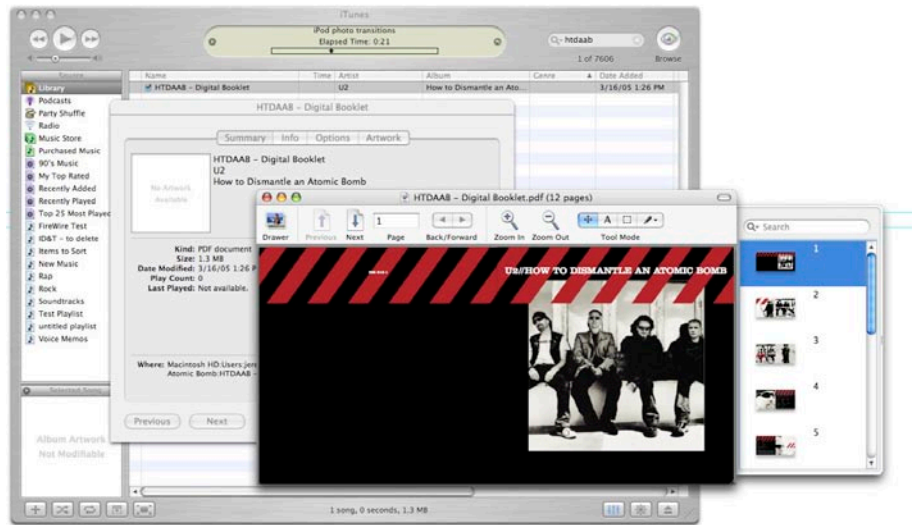 iTunes
iPod photo transitions
Elapsed Time: 0:21
htdaab
1 of 7606
Browse
Source
Name Time Artist Album Genre Date Added
HTDAAB – Digital Booklet U2 How to Dismantle an Ato... 3/16/05 1:26 PM
Library
Podcasts
Party Shuffle
Radio
Music Store
Purchased Music
90's Music
My Top Rated
Recently Added
Recently Played
Top 25 Most Played
FireWire Test
ID&T – to delete
Items to Sort
New Music
Rap
Rock
Soundtracks
Test Playlist
untitled playlist
Voice Memos
Selected Song
Album Artwork
Not Modifiable
HTDAAB – Digital Booklet
Summary Info Options Artwork
No Artwork
Available
HTDAAB – Digital Booklet
U2
How to Dismantle an Atomic Bomb
Kind: PDF document
Size: 1.3 MB
Date Modified: 3/16/05 1:26 P
Play Count: 0
Last Played: Not available.
Where: Macintosh HD:Users:jer
Atomic Bomb:HTDAAB –
Previous Next
HTDAAB – Digital Booklet.pdf (12 pages)
1
A
Drawer Previous Next Page Back/Forward Zoom In Zoom Out Tool Mode
U2//HOW TO DISMANTLE AN ATOMIC BOMB
Search
1
2
3
4
5
1 song, 0 seconds, 1.3 MB